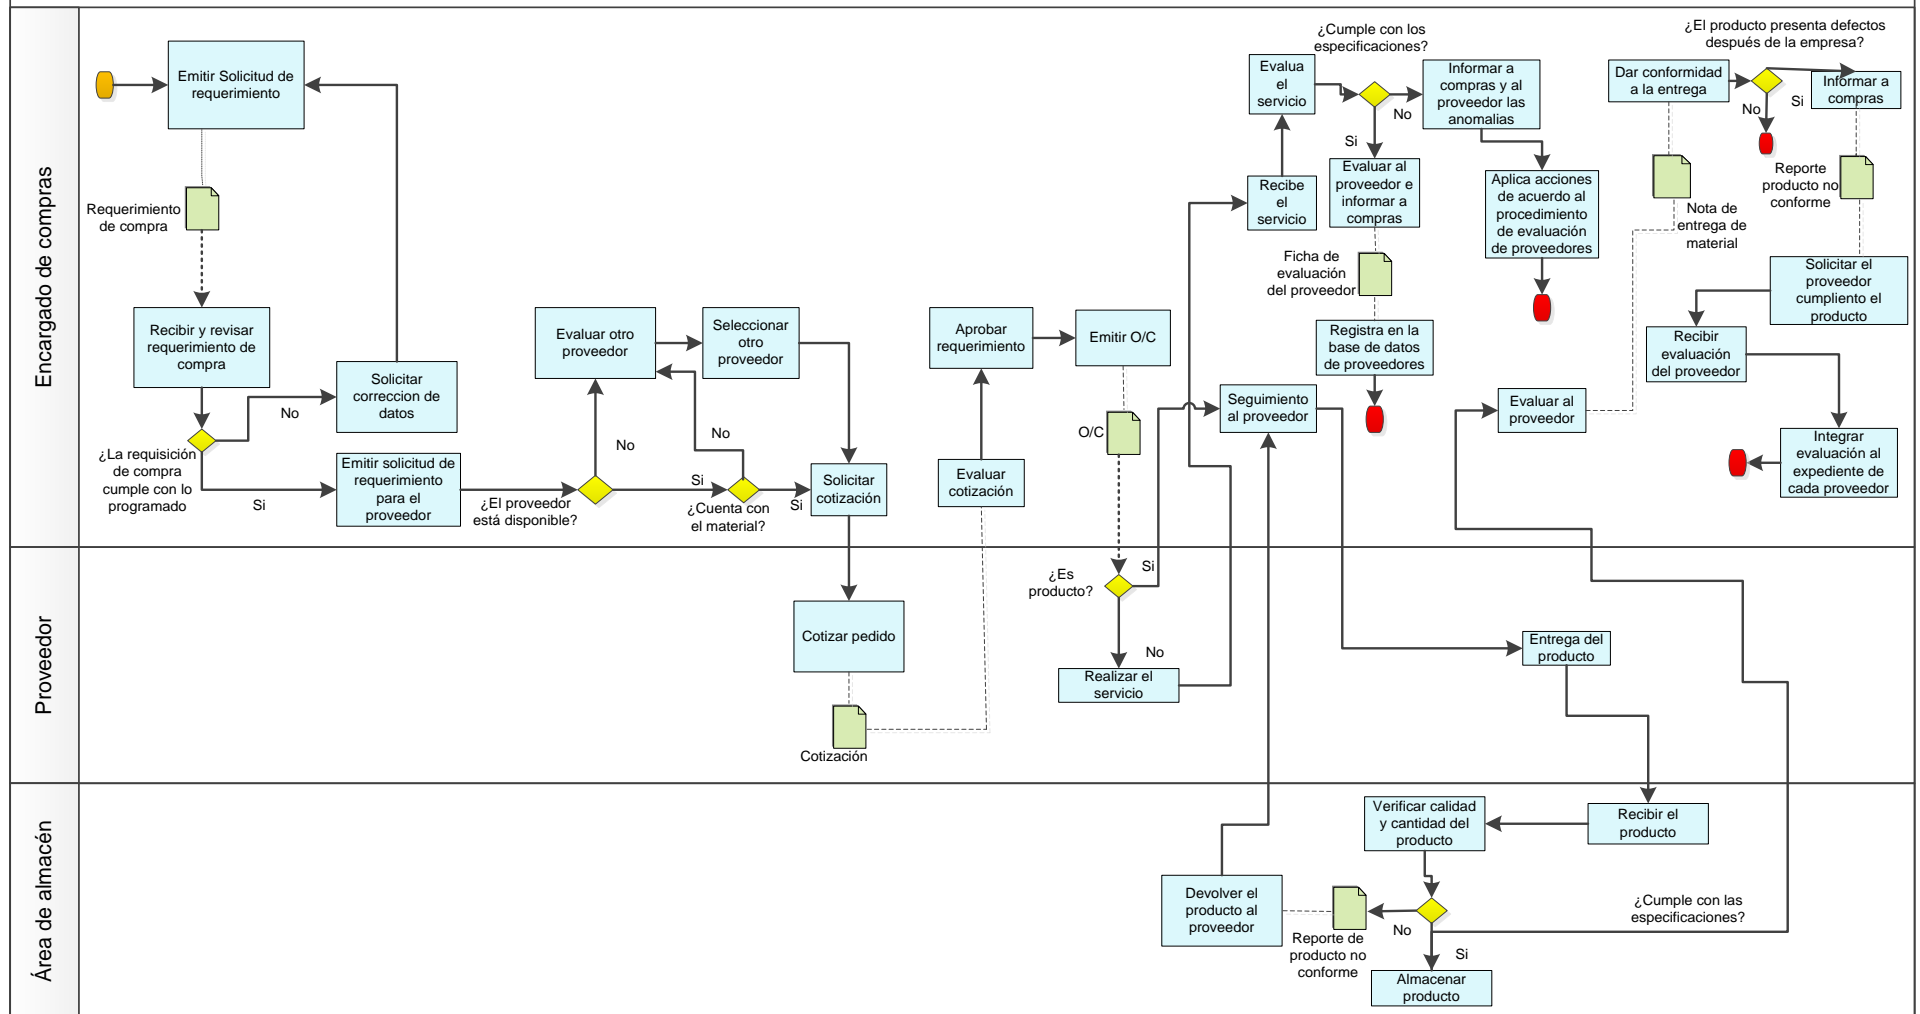 Encargado de compras
Emitir Solicitud de
requerimiento
Requerimiento
de compra
Recibir y revisar
requerimiento de
compra
Solicitar
correccion de
datos
No
¿La requisición
de compra
cumple con lo
programado
Si
Emitir solicitud de
requerimiento
para el
proveedor
¿El proveedor
está disponible?
No
Si
Evaluar otro
proveedor
Seleccionar
otro
proveedor
No
¿Cuenta con
el material?
Si
Solicitar
cotización
Aprobar
requerimiento
Emitir O/C
Evaluar
cotización
O/C
Evalua
el
servicio
¿Cumple con los
especificaciones?
No
Si
Informar a
compras y al
proveedor las
anomalias
Recibe
el
servicio
Evaluar al
proveedor e
informar a
compras
Aplica acciones
de acuerdo al
procedimiento
de evaluación
de proveedores
Ficha de
evaluación
del proveedor
Registra en la
base de datos
de proveedores
Seguimiento
al proveedor
Evaluar al
proveedor
Dar conformidad
a la entrega
¿El producto presenta defectos
después de la empresa?
Si
No
Informar a
compras
Nota de
entrega de
material
Reporte
producto no
conforme
Solicitar el
proveedor
cumpliento el
producto
Recibir
evaluación
del proveedor
Integrar
evaluación al
expediente de
cada proveedor
Proveedor
Cotizar pedido
Cotización
¿Es
producto?
Si
No
Realizar el
servicio
Entrega del
producto
Área de almacén
Verificar calidad
y cantidad del
producto
Recibir el
producto
Devolver el
producto al
proveedor
Reporte de
producto no
conforme
No
Si
¿Cumple con las
especificaciones?
Almacenar
producto